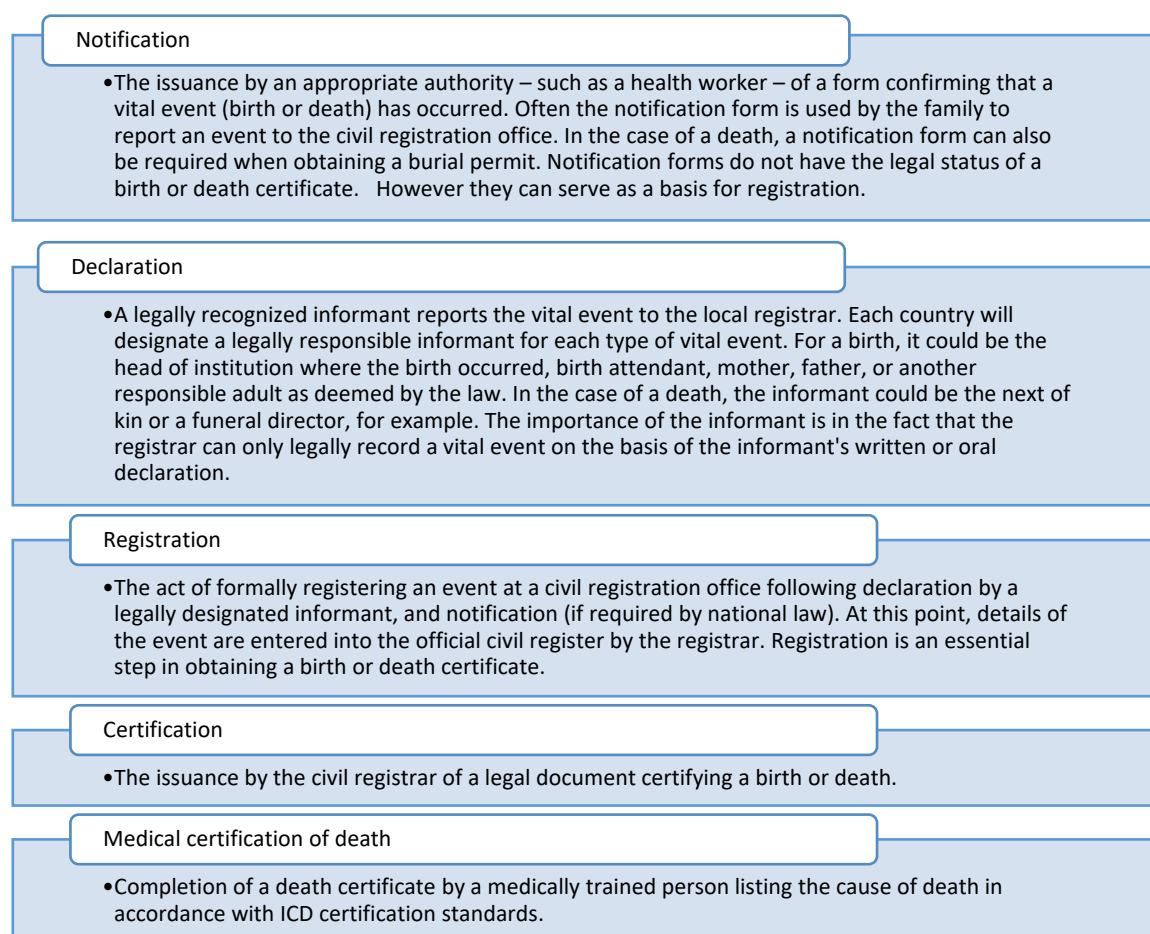 Notification
•The issuance by an appropriate authority – such as a health worker – of a form confirming that a
vital event (birth or death) has occurred. Often the notification form is used by the family to
report an event to the civil registration office. In the case of a death, a notification form can also
be required when obtaining a burial permit. Notification forms do not have the legal status of a
birth or death certificate.   However they can serve as a basis for registration.
Declaration
•A legally recognized informant reports the vital event to the local registrar. Each country will
designate a legally responsible informant for each type of vital event. For a birth, it could be the
head of institution where the birth occurred, birth attendant, mother, father, or another
responsible adult as deemed by the law. In the case of a death, the informant could be the next of
kin or a funeral director, for example. The importance of the informant is in the fact that the
registrar can only legally record a vital event on the basis of the informant's written or oral
declaration.
Registration
•The act of formally registering an event at a civil registration office following declaration by a
legally designated informant, and notification (if required by national law). At this point, details of
the event are entered into the official civil register by the registrar. Registration is an essential
step in obtaining a birth or death certificate.
Certification
•The issuance by the civil registrar of a legal document certifying a birth or death.
Medical certification of death
•Completion of a death certificate by a medically trained person listing the cause of death in
accordance with ICD certification standards.